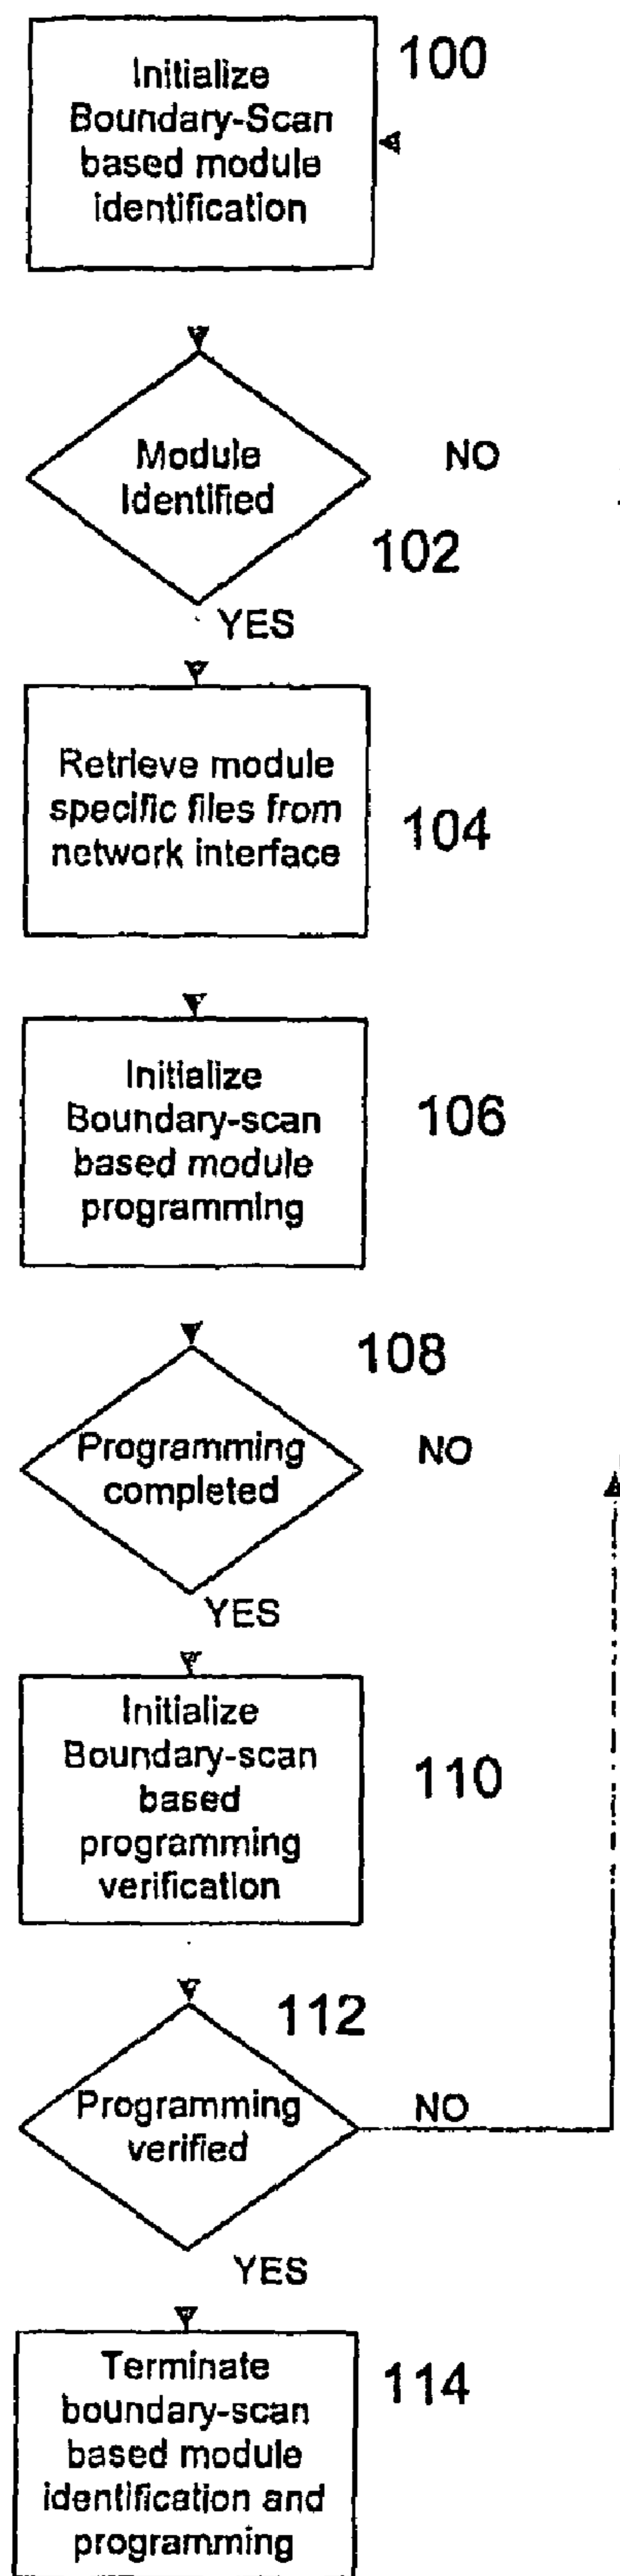 Initialize
Boundary-Scan
based module
identification
100
Module
Identified
NO
102
YES
Retrieve module
specific files from
network interface
104
Initialize
Boundary-scan
based module
programming
106
108
Programming
completed
NO
YES
Initialize
Boundary-scan
based
programming
verification
110
112
Programming
verified
NO
YES
Terminate
boundary-scan
based module
identification and
programming
114